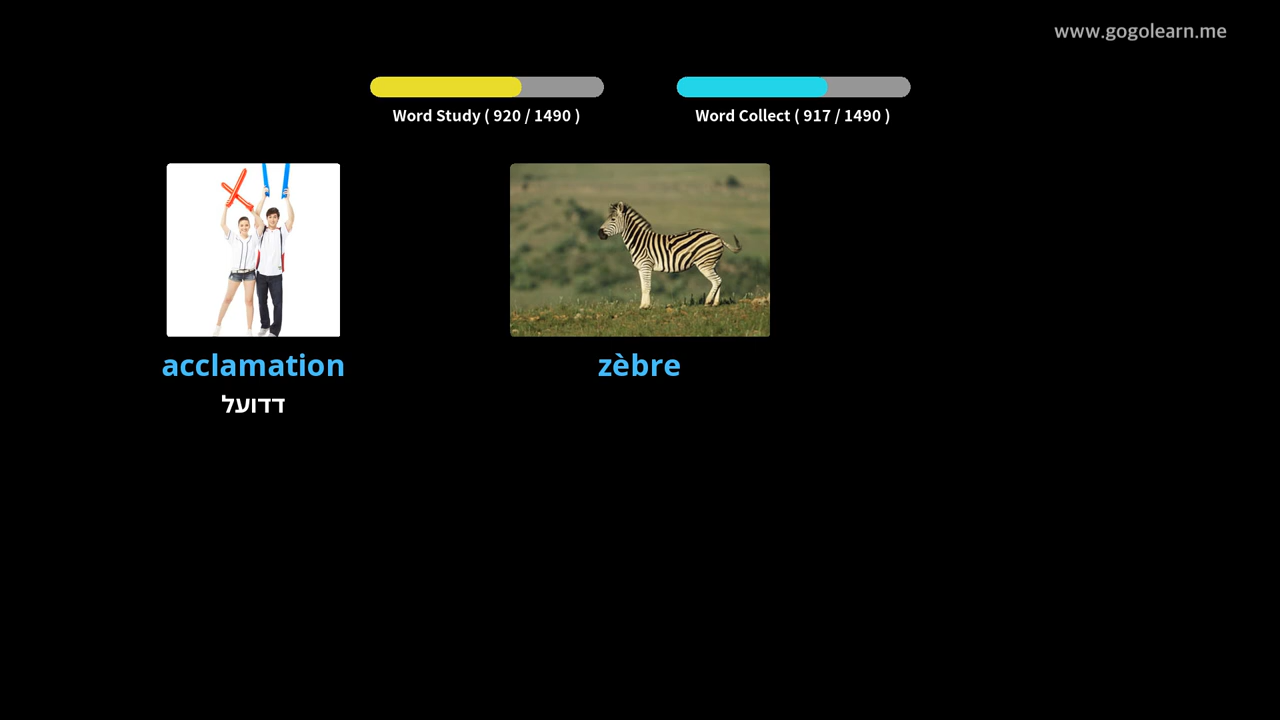 www.gogolearn.me
Word Study ( 920 / 1490 )
Word Collect ( 917 / 1490 )
acclamation
דדועל
zèbre